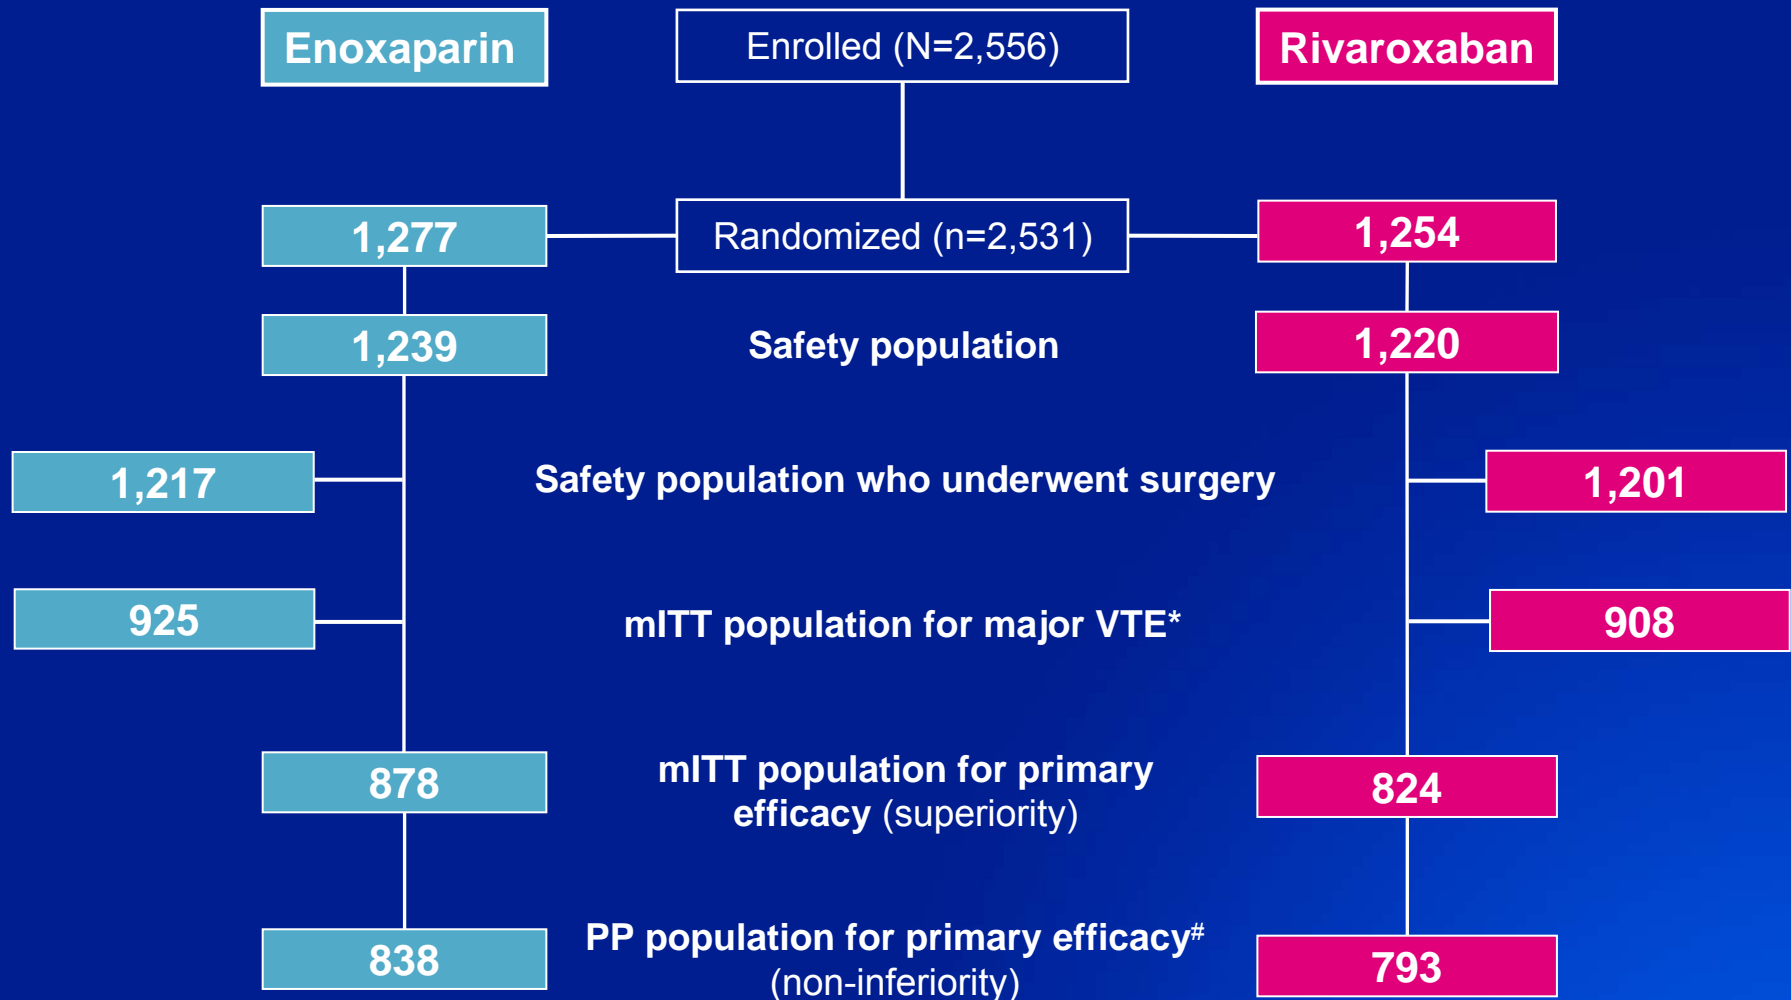 Enoxaparin
Enrolled (N=2,556)
Rivaroxaban
1,277
Randomized (n=2,531)
1,254
1,239
Safety population
1,220
1,217
Safety population who underwent surgery
1,201
925
mITT population for major VTE*
908
878
mITT population for primary
efficacy (superiority)
824
838
PP population for primary efficacy#
(non-inferiority)
793